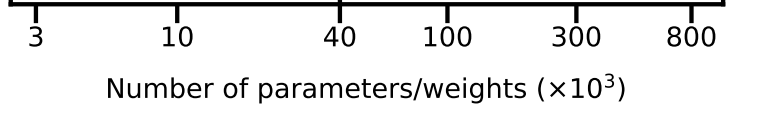 3 10 40 100 300 800
Number of parameters/weights (×10³)